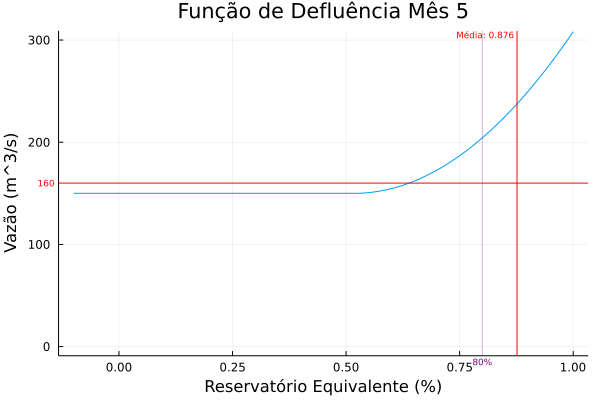 Função de Defluência Mês 5
Média: 0.876
300
200
160
100
0
Vazão (m^3/s)
0.00
0.25
0.50
0.75
80%
1.00
Reservatório Equivalente (%)